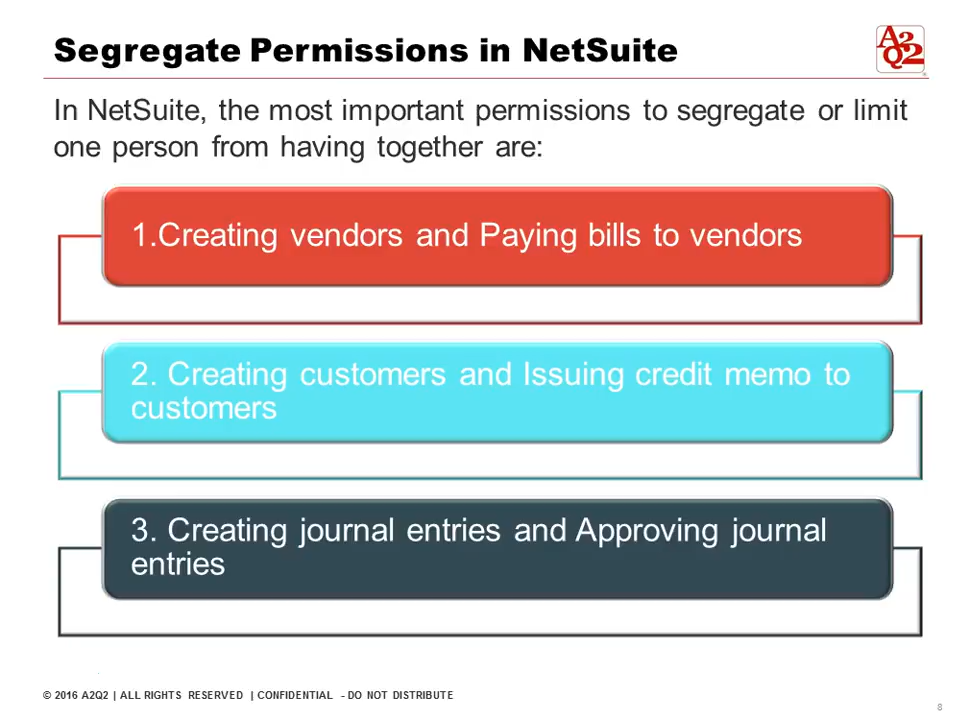 Segregate Permissions in NetSuite
A2
Q2
In NetSuite, the most important permissions to segregate or limit
one person from having together are:
1.Creating vendors and Paying bills to vendors
2. Creating customers and Issuing credit memo to
customers
3. Creating journal entries and Approving journal
entries
© 2016 A2Q2 | ALL RIGHTS RESERVED | CONFIDENTIAL - DO NOT DISTRIBUTE
8